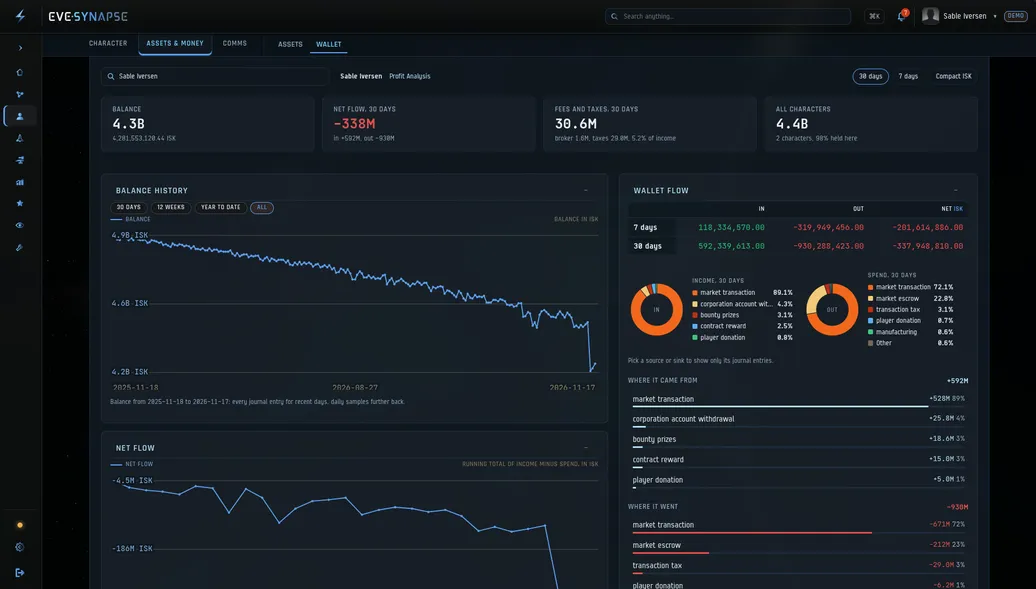 EVE·SYNAPSE
Search anything…
⌘K
7
Sable Iversen
DEMO
CHARACTER
ASSETS & MONEY
COMMS
ASSETS
WALLET
Sable Iversen
Sable Iversen
Profit Analysis
30 days
7 days
Compact ISK
BALANCE
4.3B
4,281,553,120.44 ISK
NET FLOW, 30 DAYS
-338M
in +592M, out -930M
FEES AND TAXES, 30 DAYS
30.6M
broker 1.6M, taxes 29.0M, 5.2% of income
ALL CHARACTERS
4.4B
2 characters, 98% held here
BALANCE HISTORY
30 DAYS
12 WEEKS
YEAR TO DATE
ALL
BALANCE
BALANCE IN ISK
4.9B ISK
4.6B ISK
4.2B ISK
2025-11-18
2026-08-27
2026-11-17
Balance from 2025-11-18 to 2026-11-17: every journal entry for recent days, daily samples further back
NET FLOW
NET FLOW
RUNNING TOTAL OF INCOME MINUS SPEND, IN ISK
-4.5M ISK
-186M ISK
WALLET FLOW
IN OUT NET ISK
7 days 118,334,570.00 -319,949,456.00 -201,614,886.00
30 days 592,339,613.00 -930,288,423.00 -337,948,810.00
IN
INCOME, 30 DAYS
market transaction 89.1%
corporation account wit... 4.3%
bounty prizes 3.1%
contract reward 2.5%
player donation 0.8%
OUT
SPEND, 30 DAYS
market transaction 72.1%
market escrow 22.8%
transaction tax 3.1%
player donation 0.7%
manufacturing 0.6%
Other 0.6%
Pick a source or sink to show only its journal entries.
WHERE IT CAME FROM +592M
market transaction +528M 89%
corporation account withdrawal +25.8M 4%
bounty prizes +18.6M 3%
contract reward +15.0M 3%
player donation +5.0M 1%
WHERE IT WENT -930M
market transaction -671M 72%
market escrow -212M 23%
transaction tax -29.0M 3%
player donation -6.2M 1%